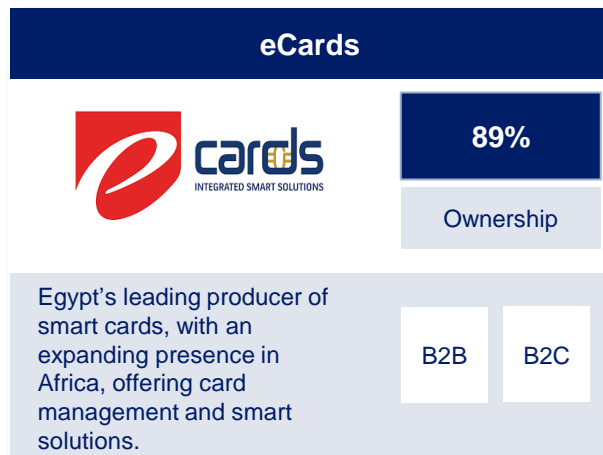 eCards
e cards
INTEGRATED SMART SOLUTIONS
89%
Ownership
Egypt's leading producer of
smart cards, with an
expanding presence in
Africa, offering card
management and smart
solutions.
B2B
B2C